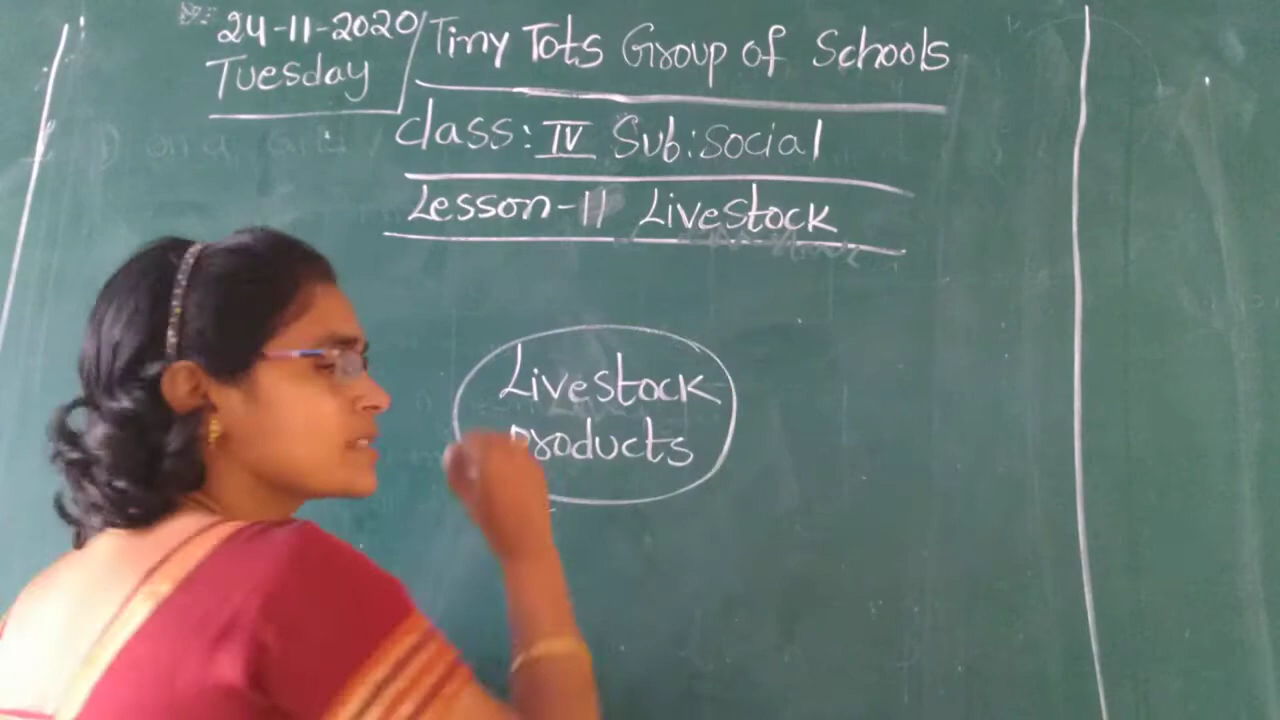 24-11-2020
Tuesday
Tiny Tots Group of Schools
Class: IV Sub: Social
Lesson-11 Livestock
Livestock
products